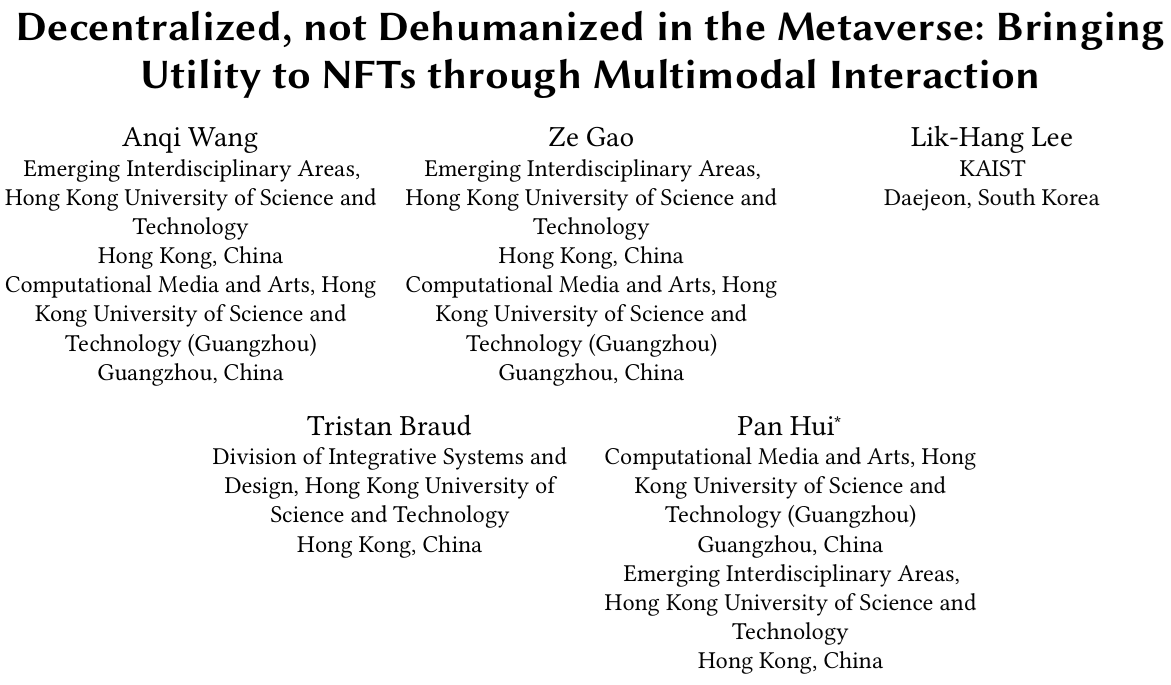 Decentralized, not Dehumanized in the Metaverse: Bringing
Utility to NFTs through Multimodal Interaction
Anqi Wang
Emerging Interdisciplinary Areas,
Hong Kong University of Science and
Technology
Hong Kong, China
Computational Media and Arts, Hong
Kong University of Science and
Technology (Guangzhou)
Guangzhou, China
Ze Gao
Emerging Interdisciplinary Areas,
Hong Kong University of Science and
Technology
Hong Kong, China
Computational Media and Arts, Hong
Kong University of Science and
Technology (Guangzhou)
Guangzhou, China
Lik-Hang Lee
KAIST
Daejeon, South Korea
Tristan Braud
Division of Integrative Systems and
Design, Hong Kong University of
Science and Technology
Hong Kong, China
Pan Hui*
Computational Media and Arts, Hong
Kong University of Science and
Technology (Guangzhou)
Guangzhou, China
Emerging Interdisciplinary Areas,
Hong Kong University of Science and
Technology
Hong Kong, China